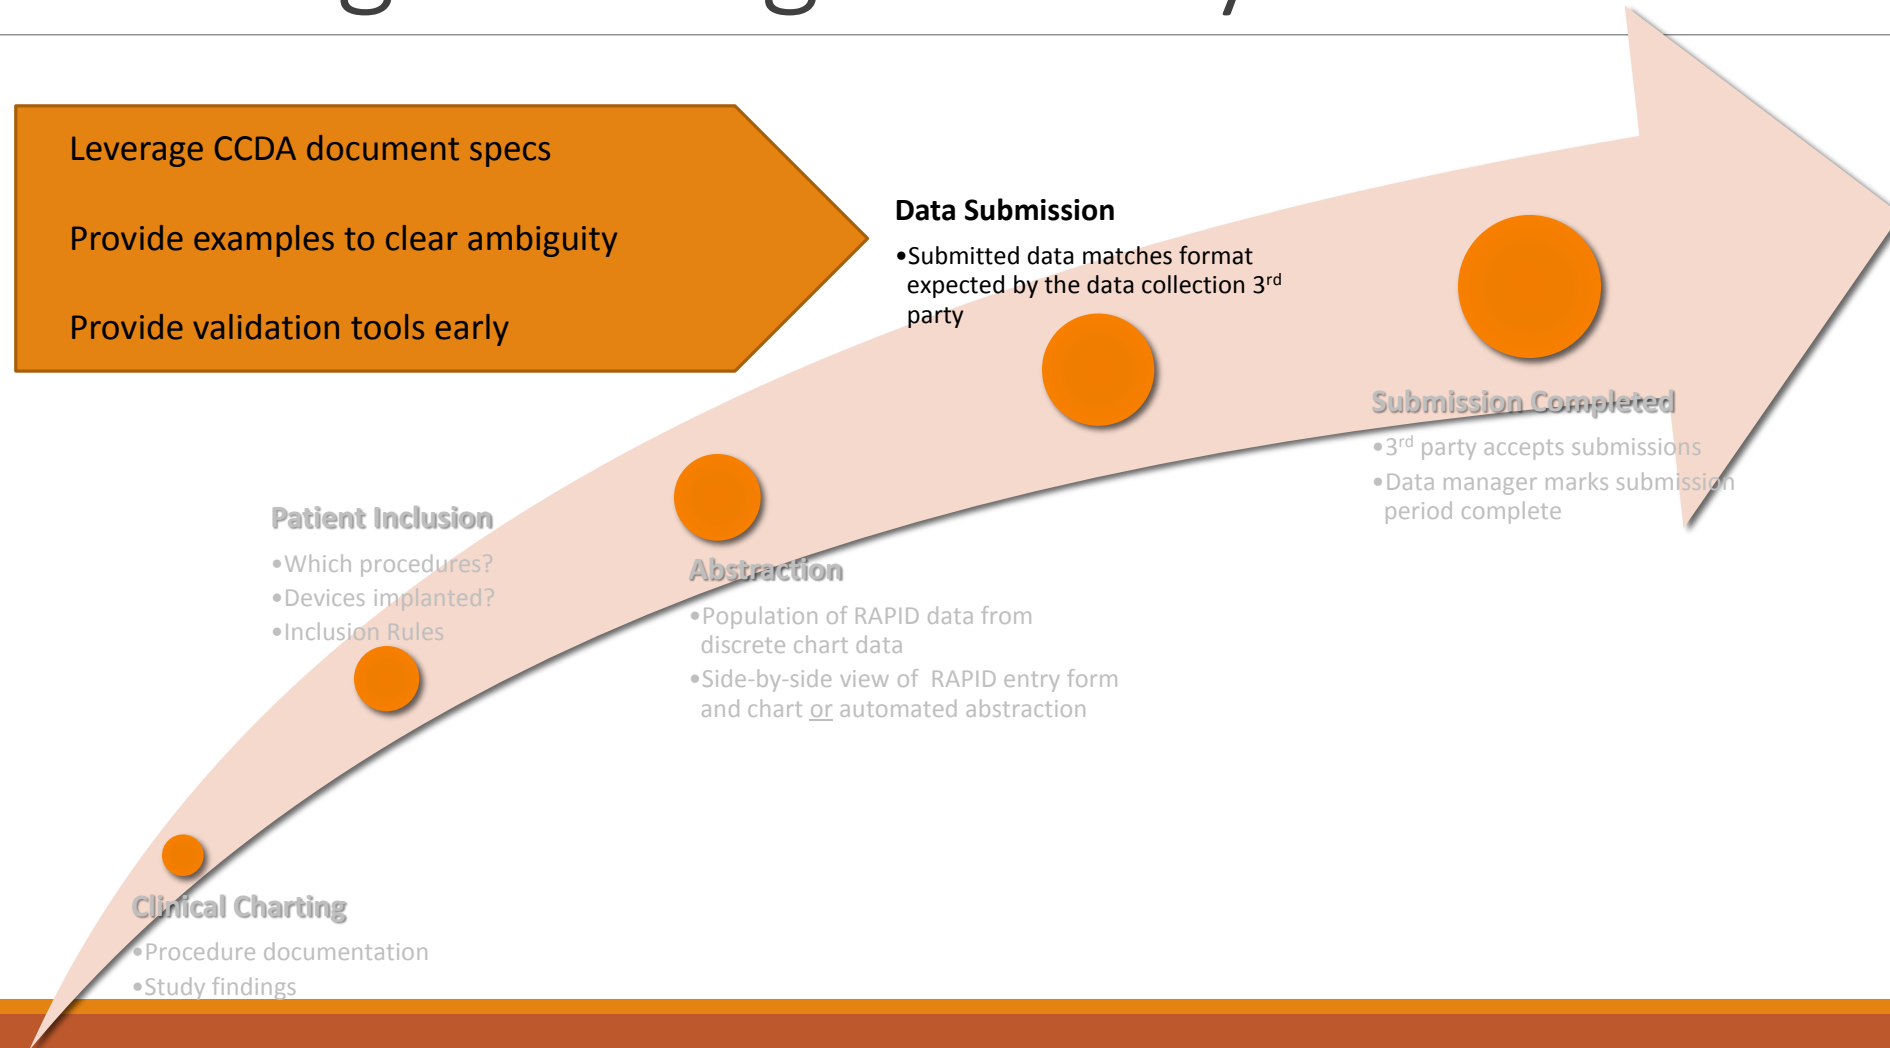 Leverage CCDA document specs
Provide examples to clear ambiguity
Provide validation tools early
Data Submission
•Submitted data matches format
expected by the data collection 3rd
party
Submission Completed
•3rd party accepts submissions
•Data manager marks submission
period complete
Patient Inclusion
•Which procedures?
•Devices implanted?
•Inclusion Rules
Abstraction
•Population of RAPID data from
discrete chart data
•Side-by-side view of RAPID entry form
and chart or automated abstraction
Clinical Charting
•Procedure documentation
•Study findings